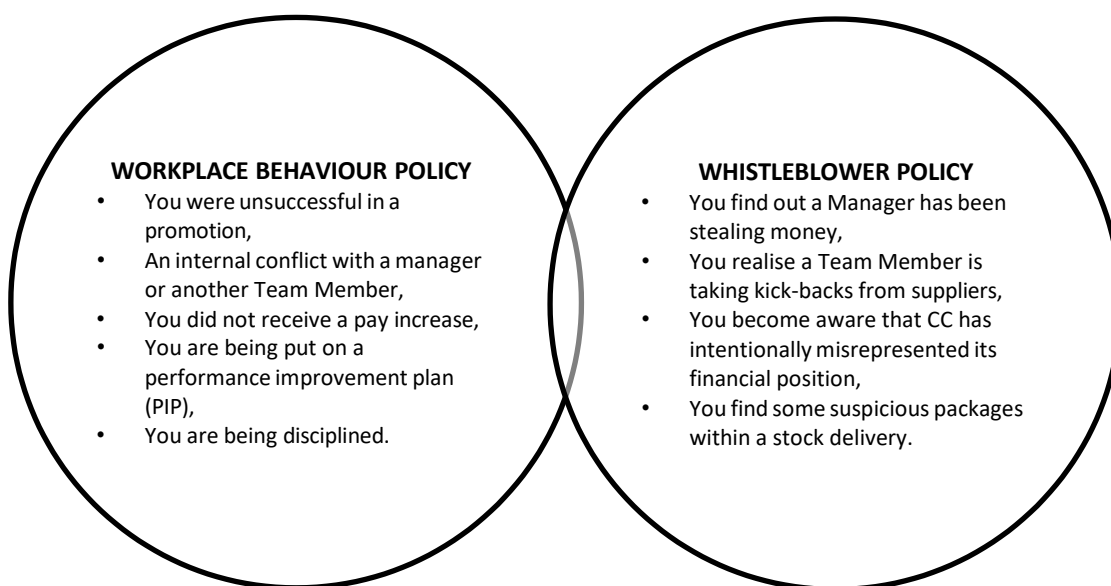 WORKPLACE BEHAVIOUR POLICY
• You were unsuccessful in a
promotion,
• An internal conflict with a manager
or another Team Member,
• You did not receive a pay increase,
• You are being put on a
performance improvement plan
(PIP),
• You are being disciplined.
WHISTLEBLOWER POLICY
• You find out a Manager has been
stealing money,
• You realise a Team Member is
taking kick-backs from suppliers,
• You become aware that CC has
intentionally misrepresented its
financial position,
• You find some suspicious packages
within a stock delivery.